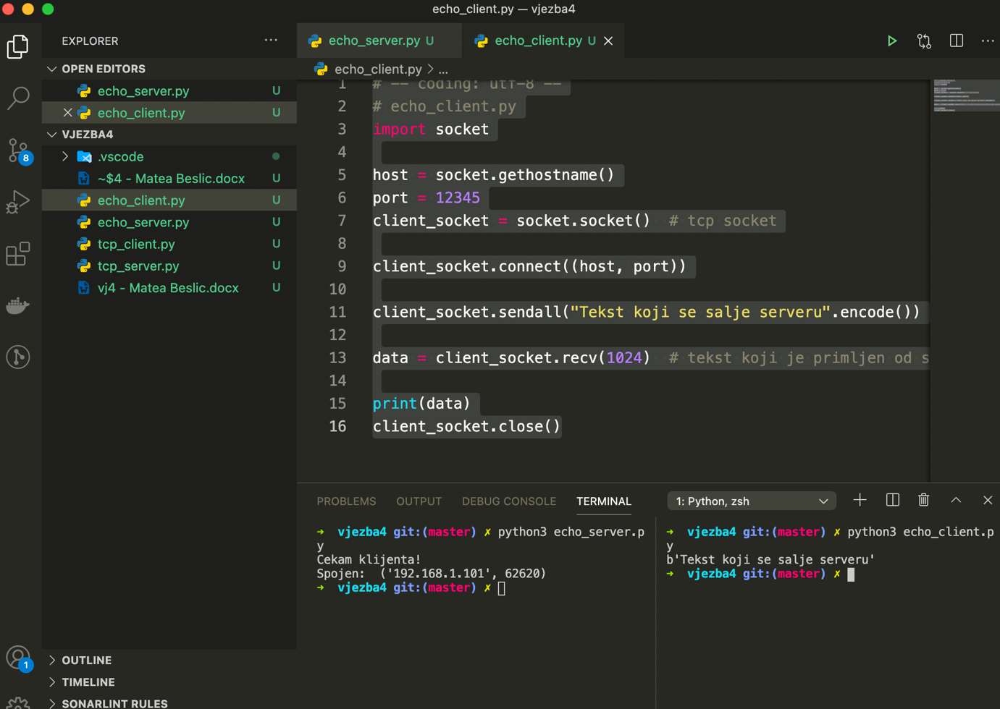 echo_client.py — vjezba4
EXPLORER
...
echo_server.py U
echo_client.py U
OPEN EDITORS
echo_client.py > ...
echo_server.py U
echo_client.py U
VJEZBA4
.vscode
~$4 - Matea Beslic.docx U
echo_client.py U
echo_server.py U
tcp_client.py U
tcp_server.py U
vj4 - Matea Beslic.docx U
8
1 # -- coding: utf-8 --
2 # echo_client.py
3 import socket
4
5 host = socket.gethostname()
6 port = 12345
7 client_socket = socket.socket()  # tcp socket
8
9 client_socket.connect((host, port))
10
11 client_socket.sendall("Tekst koji se salje serveru".encode())
12
13 data = client_socket.recv(1024)  # tekst koji je primljen od s
14
15 print(data)
16 client_socket.close()
PROBLEMS OUTPUT DEBUG CONSOLE TERMINAL
1: Python, zsh
➜  vjezba4 git:(master) ✗ python3 echo_server.p
y
Cekam klijenta!
Spojen:  ('192.168.1.101', 62620)
➜  vjezba4 git:(master) ✗
➜  vjezba4 git:(master) ✗ python3 echo_client.p
y
b'Tekst koji se salje serveru'
➜  vjezba4 git:(master) ✗
1
OUTLINE
TIMELINE
SONARLINT RULES